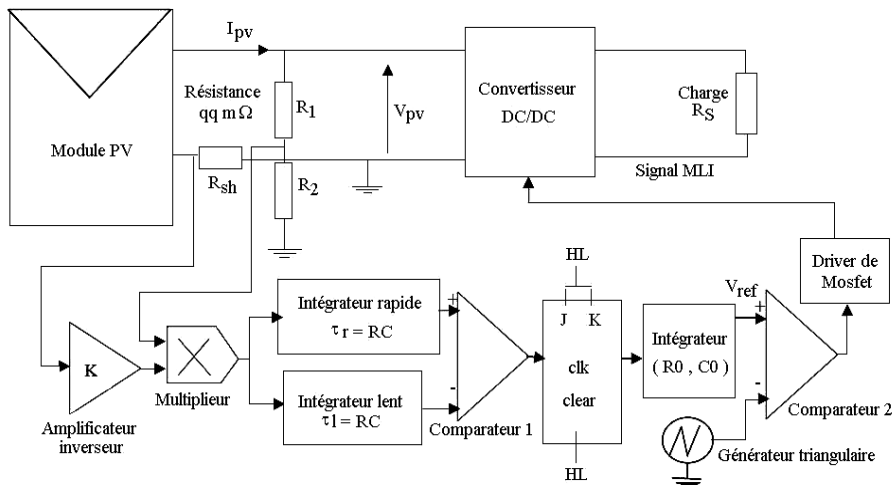 Ipv
Résistance
qq m Ω
R1
Vpv
Convertisseur
DC/DC
Charge
RS
Module PV
Rsh
R2
Signal MLI
HL
Driver de
Mosfet
Intégrateur rapide
τr = RC
+
J K
Vref
+
Intégrateur
( R0 , C0 )
K
Multiplieur
clk
clear
-
-
Intégrateur lent
τl = RC
Comparateur 1
Comparateur 2
Amplificateur
inverseur
HL
Générateur triangulaire